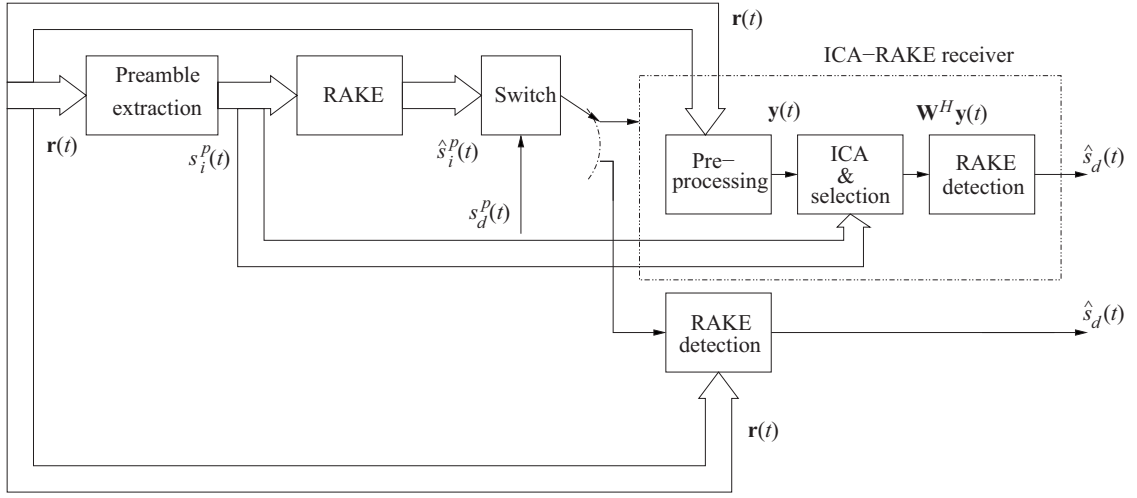 r(t)
ICA−RAKE receiver
Preamble
extraction
RAKE
Switch
r(t)
s_i^p(t)
ŝ_i^p(t)
s_d^p(t)
y(t)
W^H y(t)
Pre−
processing
ICA
&
selection
RAKE
detection
ŝ_d(t)
RAKE
detection
ŝ_d(t)
r(t)